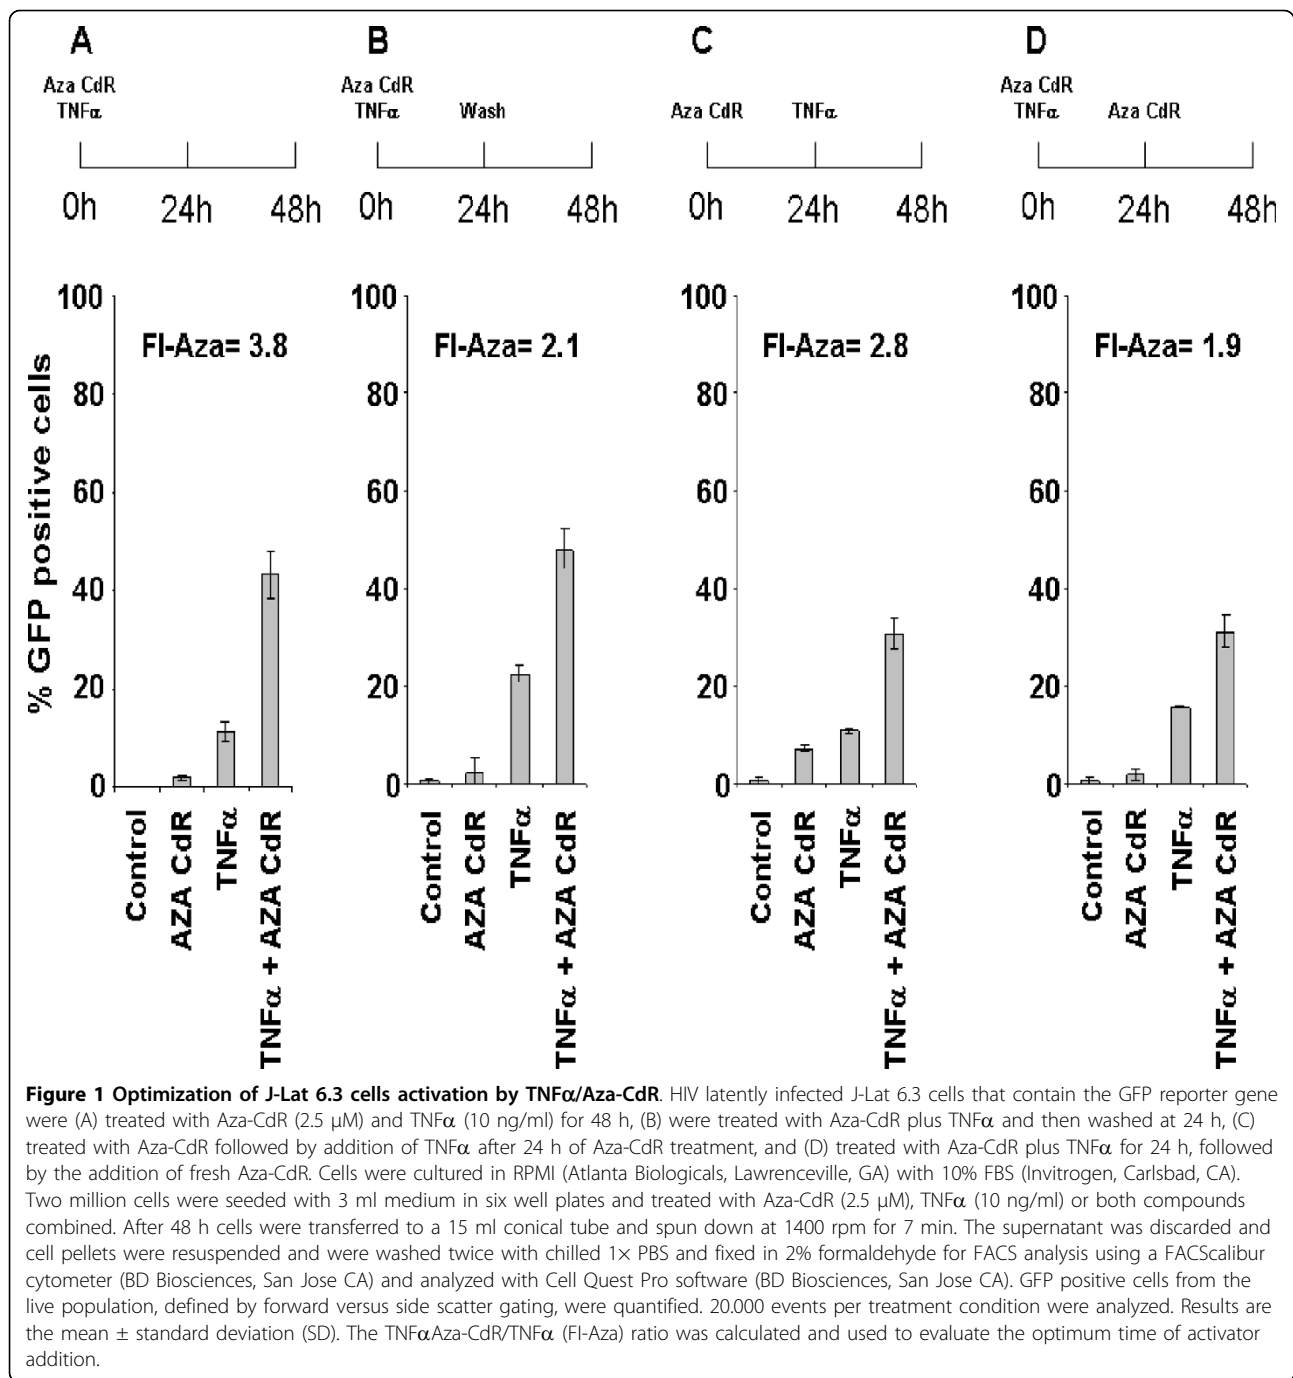 A B C D
Aza CdR
TNFα
Aza CdR
TNFα
Wash
Aza CdR
TNFα
Aza CdR
TNFα
Aza CdR
0h 24h 48h
0h 24h 48h
0h 24h 48h
0h 24h 48h
% GFP positive cells
100
80
60
40
20
0
FI-Aza= 3.8
Control
AZA CdR
TNFα
TNFα + AZA CdR
100
80
60
40
20
0
FI-Aza= 2.1
Control
AZA CdR
TNFα
TNFα + AZA CdR
100
80
60
40
20
0
FI-Aza= 2.8
Control
AZA CdR
TNFα
TNFα + AZA CdR
100
80
60
40
20
0
FI-Aza= 1.9
Control
AZA CdR
TNFα
TNFα + AZA CdR
Figure 1 Optimization of J-Lat 6.3 cells activation by TNFα/Aza-CdR. HIV latently infected J-Lat 6.3 cells that contain the GFP reporter gene
were (A) treated with Aza-CdR (2.5 μM) and TNFα (10 ng/ml) for 48 h, (B) were treated with Aza-CdR plus TNFα and then washed at 24 h, (C)
treated with Aza-CdR followed by addition of TNFα after 24 h of Aza-CdR treatment, and (D) treated with Aza-CdR plus TNFα for 24 h, followed
by the addition of fresh Aza-CdR. Cells were cultured in RPMI (Atlanta Biologicals, Lawrenceville, GA) with 10% FBS (Invitrogen, Carlsbad, CA).
Two million cells were seeded with 3 ml medium in six well plates and treated with Aza-CdR (2.5 μM), TNFα (10 ng/ml) or both compounds
combined. After 48 h cells were transferred to a 15 ml conical tube and spun down at 1400 rpm for 7 min. The supernatant was discarded and
cell pellets were resuspended and were washed twice with chilled 1× PBS and fixed in 2% formaldehyde for FACS analysis using a FACScalibur
cytometer (BD Biosciences, San Jose CA) and analyzed with Cell Quest Pro software (BD Biosciences, San Jose CA). GFP positive cells from the
live population, defined by forward versus side scatter gating, were quantified. 20.000 events per treatment condition were analyzed. Results are
the mean ± standard deviation (SD). The TNFαAza-CdR/TNFα (FI-Aza) ratio was calculated and used to evaluate the optimum time of activator
addition.